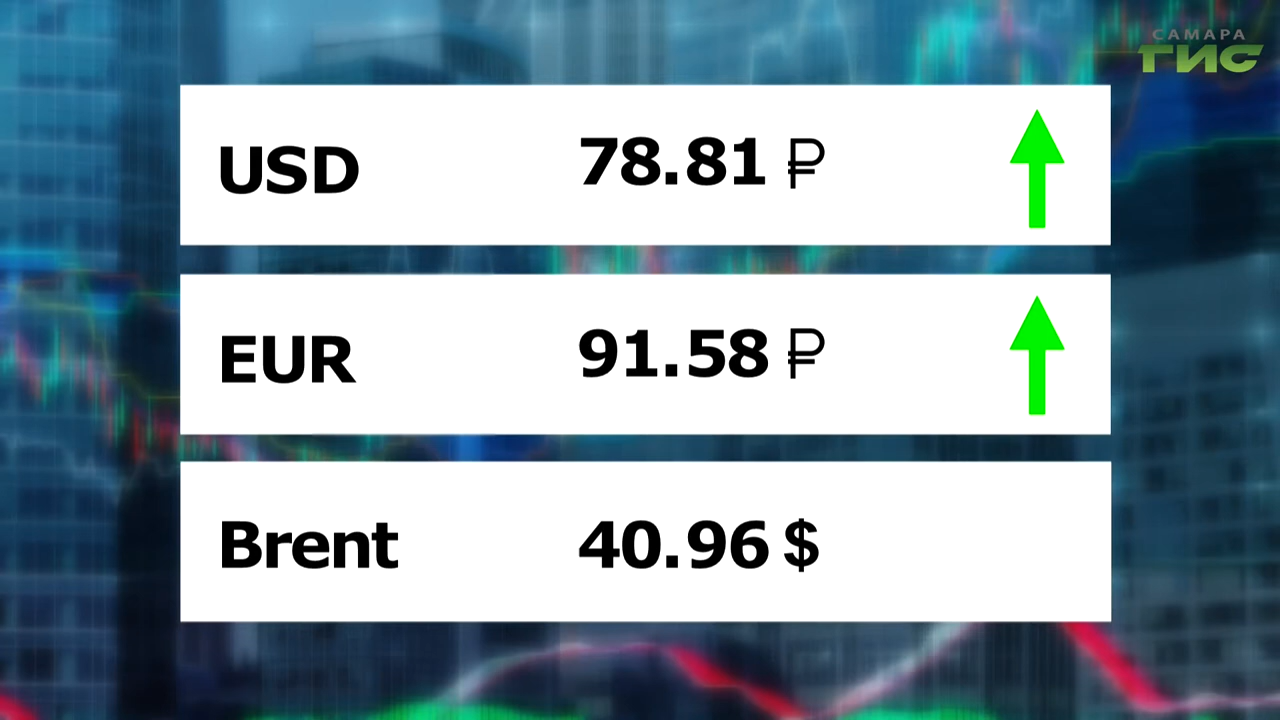 САМАРА
ГИС
USD 78.81 ₽
EUR 91.58 ₽
Brent 40.96 $